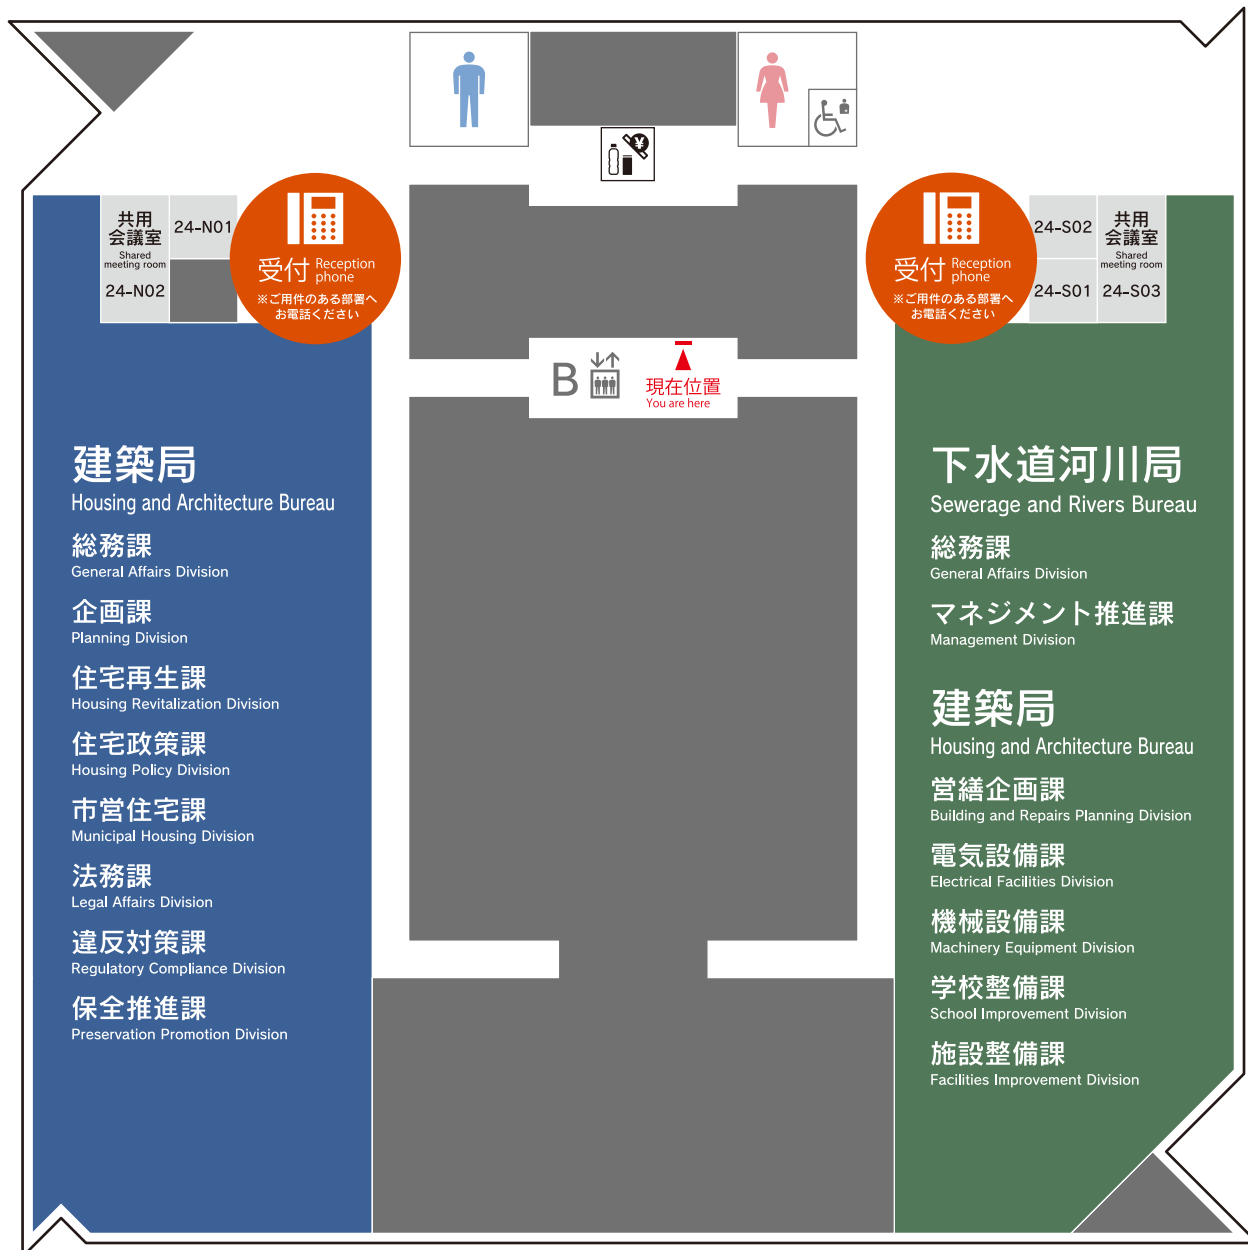 ¥
共用
会議室
Shared
meeting room
24-N02
24-N01
受付 Reception
phone
※ご用件のある部署へ
お電話ください
受付 Reception
phone
※ご用件のある部署へ
お電話ください
24-S02
24-S01
共用
会議室
Shared
meeting room
24-S03
B
現在位置
You are here
建築局
Housing and Architecture Bureau
総務課
General Affairs Division
企画課
Planning Division
住宅再生課
Housing Revitalization Division
住宅政策課
Housing Policy Division
市営住宅課
Municipal Housing Division
法務課
Legal Affairs Division
違反対策課
Regulatory Compliance Division
保全推進課
Preservation Promotion Division
下水道河川局
Sewerage and Rivers Bureau
総務課
General Affairs Division
マネジメント推進課
Management Division
建築局
Housing and Architecture Bureau
営繕企画課
Building and Repairs Planning Division
電気設備課
Electrical Facilities Division
機械設備課
Machinery Equipment Division
学校整備課
School Improvement Division
施設整備課
Facilities Improvement Division